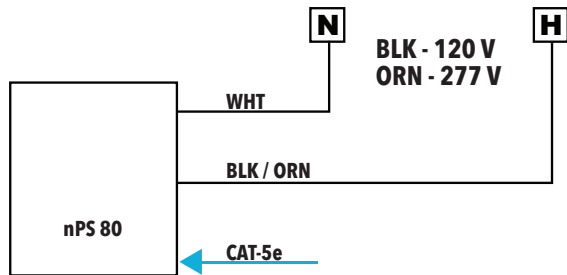 N
H
BLK - 120 V
ORN - 277 V
WHT
BLK / ORN
nPS 80
CAT-5e